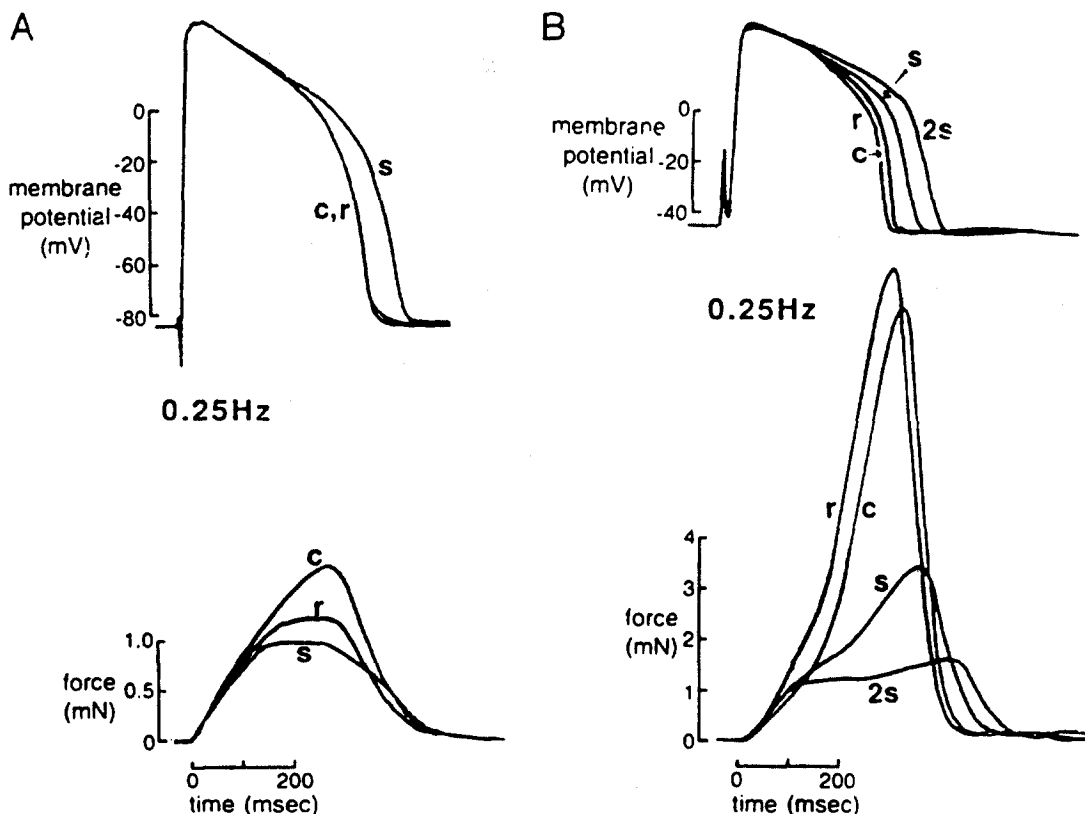 A
0
-20
-40
-60
-80
membrane
potential
(mV)
s
c,r
0.25Hz
c
r
s
1.0
0.5
0
force
(mN)
0 200
time (msec)
B
0
-20
-40
membrane
potential
(mV)
s
r
2s
c
0.25Hz
r
c
s
2s
4
3
2
1
0
force
(mN)
0 200
time (msec)